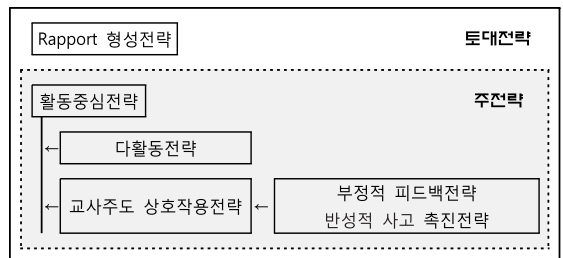 Rapport 형성전략
토대전략
활동중심전략
주전략
← 다활동전략
← 교사주도 상호작용전략 ← 부정적 피드백전략
반성적 사고 촉진전략